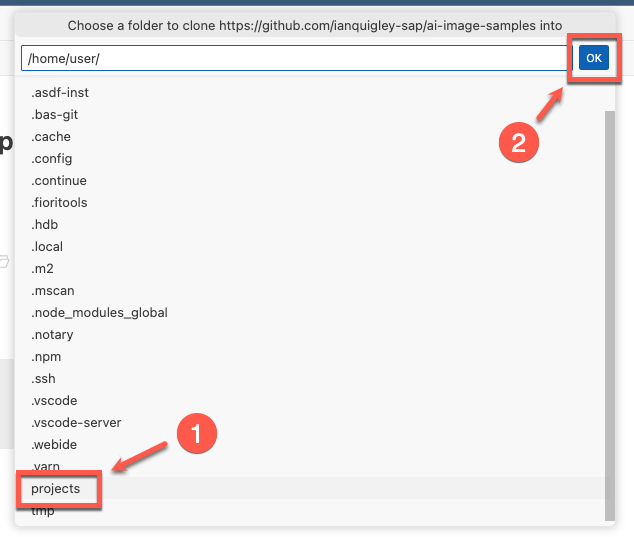 Choose a folder to clone https://github.com/ianquigley-sap/ai-image-samples into
/home/user/
OK
2
.asdf-inst
.bas-git
.cache
.config
.continue
.fioritools
.hdb
.local
.m2
.mscan
.node_modules_global
.notary
.npm
.ssh
.vscode
.vscode-server
1
.webide
.yarn
projects
tmp
p